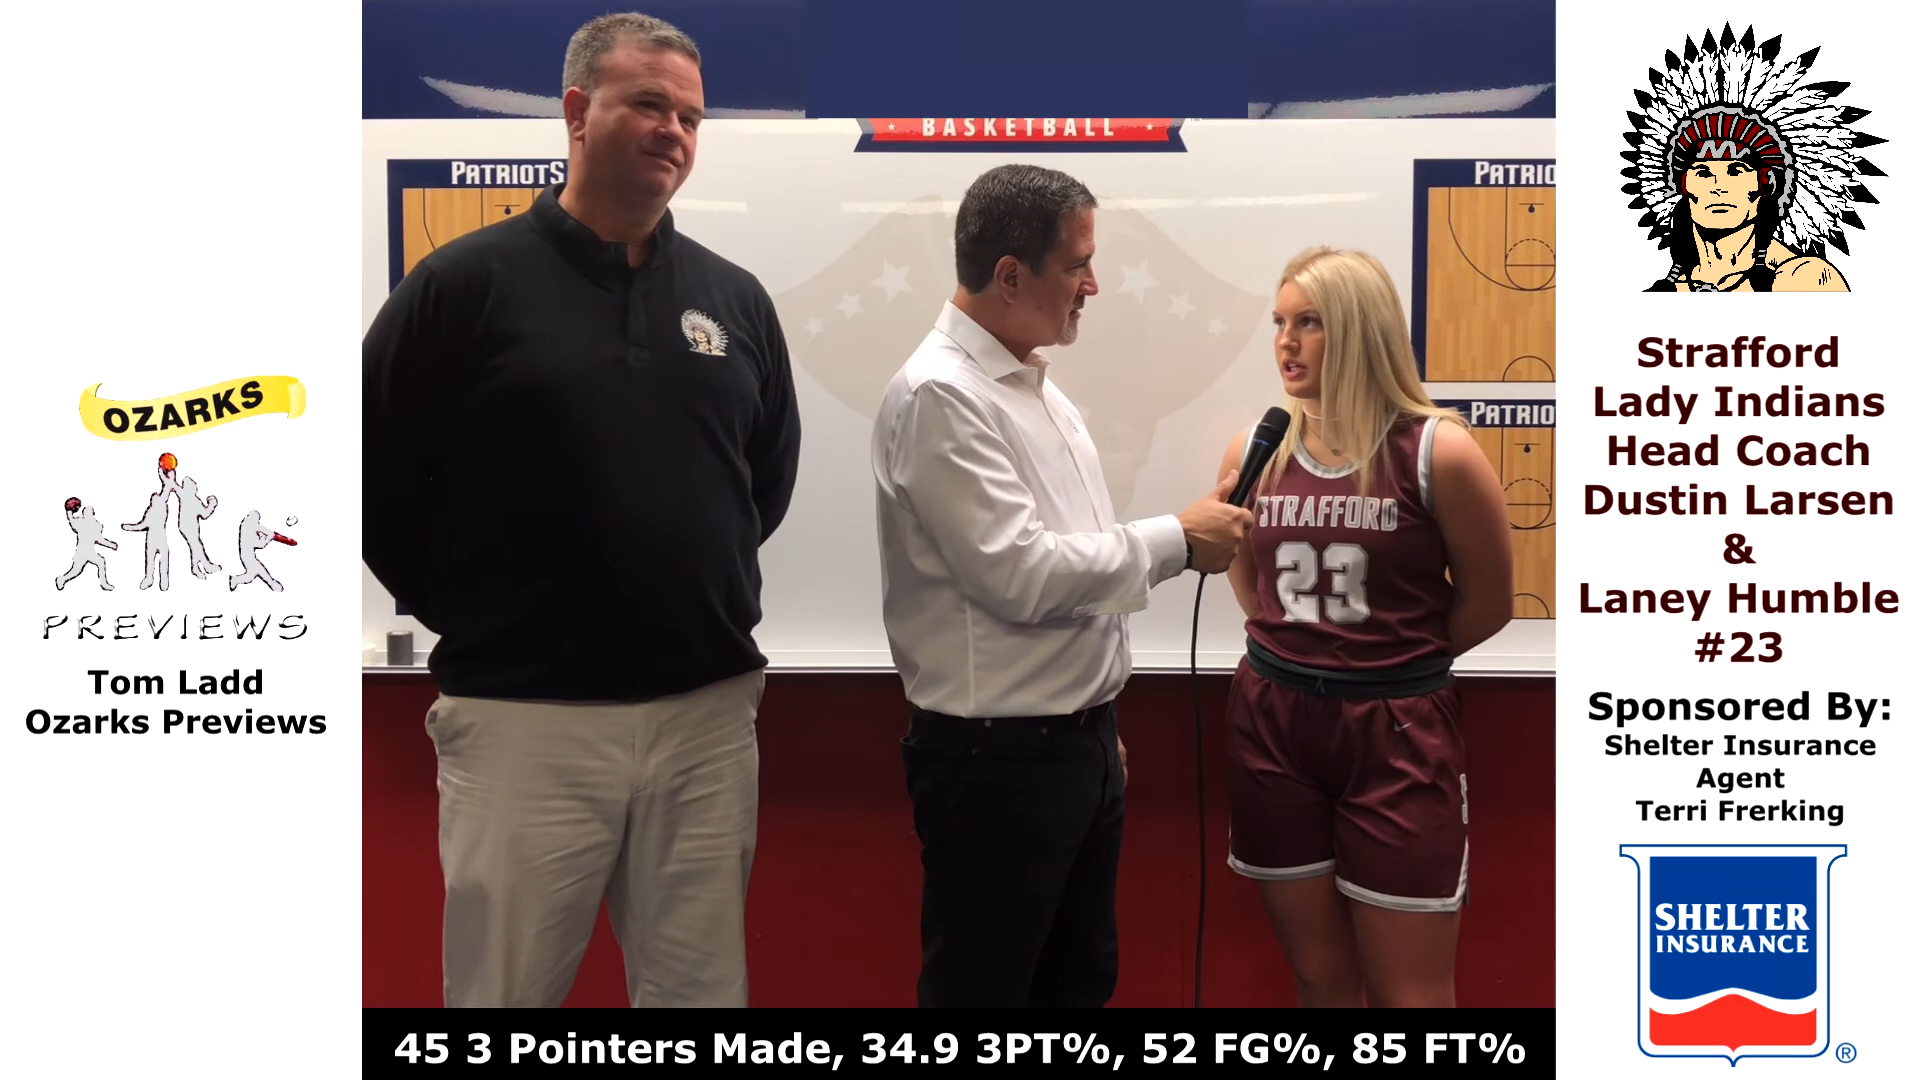 OZARKS
PREVIEWS
Tom Ladd
Ozarks Previews
BASKETBALL
PATRIOTS
PATRIO
PATRIO
STRAFFORD
23
45 3 Pointers Made, 34.9 3PT%, 52 FG%, 85 FT%
Strafford
Lady Indians
Head Coach
Dustin Larsen
&
Laney Humble
#23
Sponsored By:
Shelter Insurance
Agent
Terri Frerking
SHELTER
INSURANCE
®